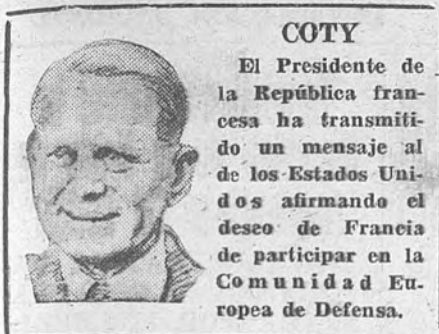 COTY
El Presidente de
la República fran-
cesa ha transmiti-
do un mensaje al
de los Estados Uni-
dos afirmando el
deseo de Francia
de participar en la
Comunidad Eu-
ropea de Defensa.